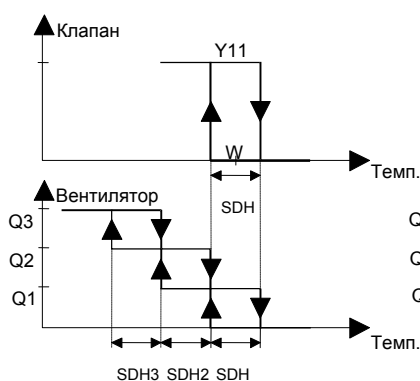 Клапан
Y11
W
Темп.
SDH
Вентилятор
Q3
Q2
Q1
Q
Q
Q
Темп.
SDH3 SDH2 SDH